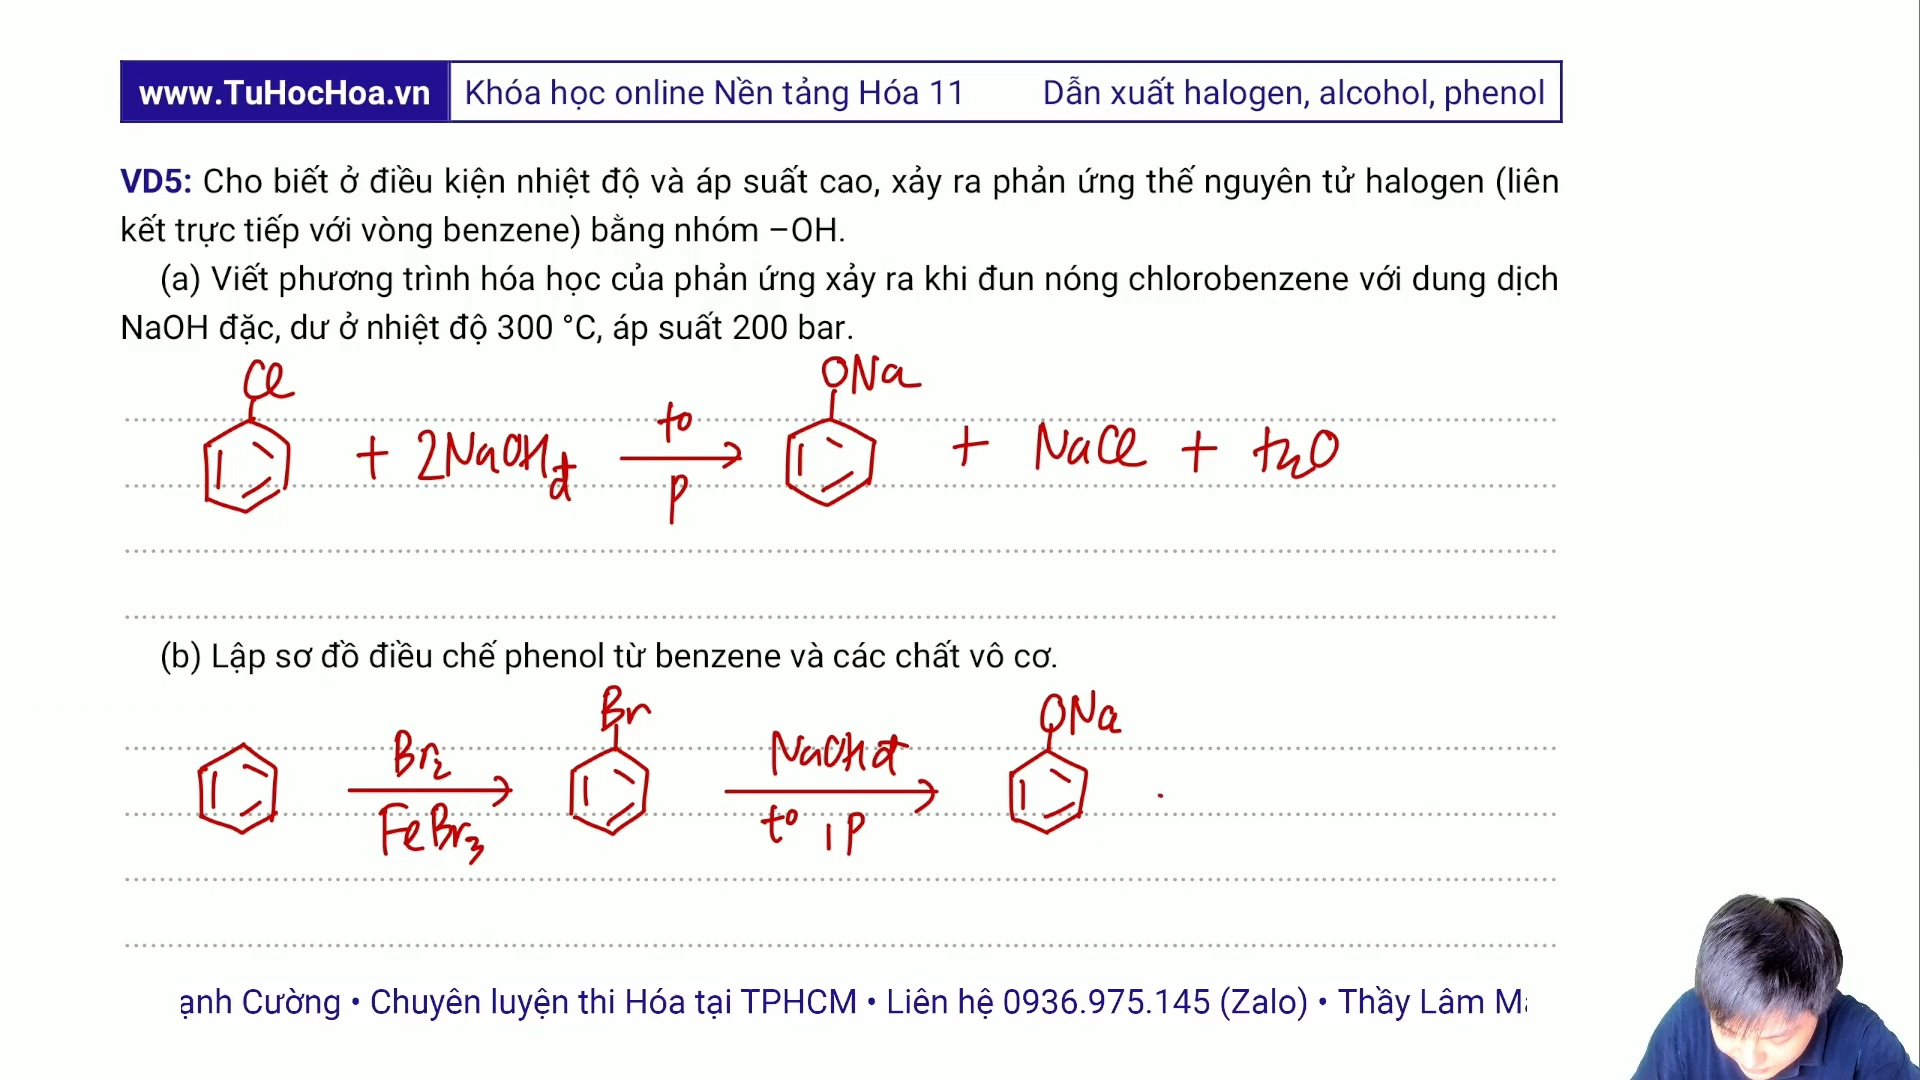 www.TuHocHoa.vn Khóa học online Nền tảng Hóa 11 Dẫn xuất halogen, alcohol, phenol
VD5: Cho biết ở điều kiện nhiệt độ và áp suất cao, xảy ra phản ứng thế nguyên tử halogen (liên
kết trực tiếp với vòng benzene) bằng nhóm –OH.
(a) Viết phương trình hóa học của phản ứng xảy ra khi đun nóng chlorobenzene với dung dịch
NaOH đặc, dư ở nhiệt độ 300 °C, áp suất 200 bar.
Cl ONa
+ 2NaOH đ to p + NaCl + H2O
(b) Lập sơ đồ điều chế phenol từ benzene và các chất vô cơ.
Br ONa
Br2 NaOH đ
FeBr3 to, p
ạnh Cường • Chuyên luyện thi Hóa tại TPHCM • Liên hệ 0936.975.145 (Zalo) • Thầy Lâm M